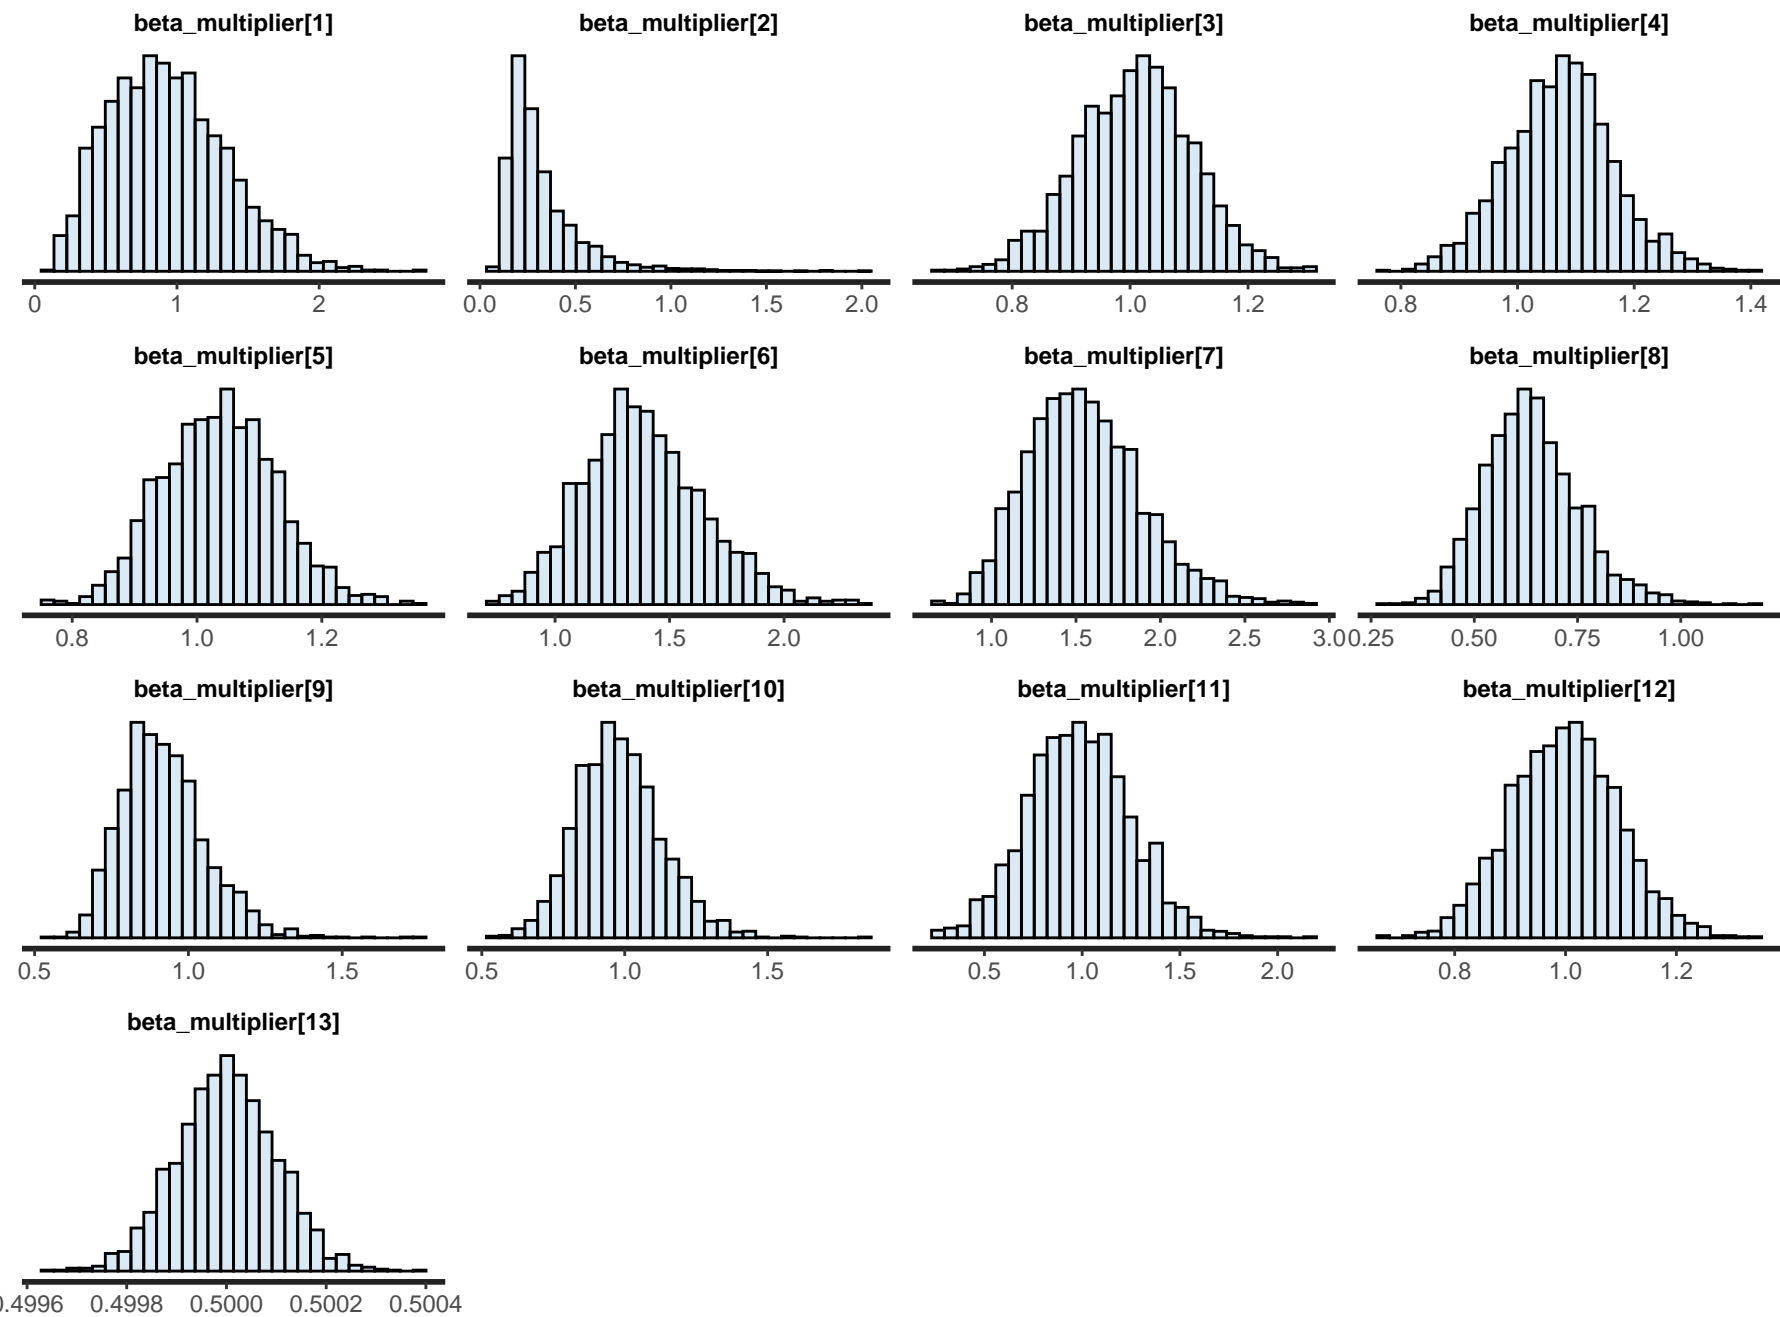 beta_multiplier[1] beta_multiplier[2] beta_multiplier[3] beta_multiplier[4]
0 1 2 0.0 0.5 1.0 1.5 2.0 0.8 1.0 1.2 0.8 1.0 1.2 1.4
beta_multiplier[5] beta_multiplier[6] beta_multiplier[7] beta_multiplier[8]
0.8 1.0 1.2 1.0 1.5 2.0 1.0 1.5 2.0 2.5 3.0 0.25 0.50 0.75 1.00
beta_multiplier[9] beta_multiplier[10] beta_multiplier[11] beta_multiplier[12]
0.5 1.0 1.5 0.5 1.0 1.5 0.5 1.0 1.5 2.0 0.8 1.0 1.2
beta_multiplier[13]
0.4996 0.4998 0.5000 0.5002 0.5004